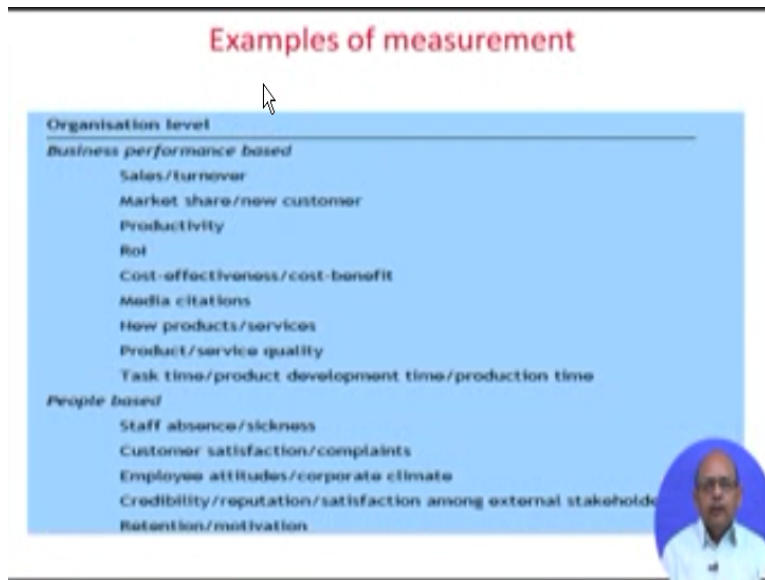 Examples of measurement
Organisation level
Business performance based
Sales/turnover
Market share/new customer
Productivity
RoI
Cost-effectiveness/cost-benefit
Media citations
New products/services
Product/service quality
Task time/product development time/production time
People based
Staff absence/sickness
Customer satisfaction/complaints
Employee attitudes/corporate climate
Credibility/reputation/satisfaction among external
Retention/motivation